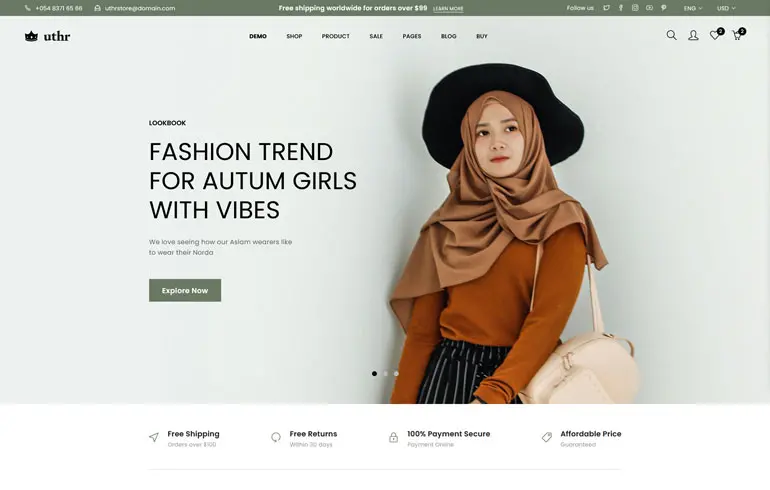 +054 8371 65 66
uthrstore@domain.com
Free shipping worldwide for orders over $99 LEARN MORE
Follow us
ENG
USD
uthr
DEMO
SHOP
PRODUCT
SALE
PAGES
BLOG
BUY
2
2
LOOKBOOK
FASHION TREND
FOR AUTUM GIRLS
WITH VIBES
We love seeing how our Aslam wearers like
to wear their Norda
Explore Now
Free Shipping
Orders over $100
Free Returns
Within 30 days
100% Payment Secure
Payment Online
Affordable Price
Guaranteed